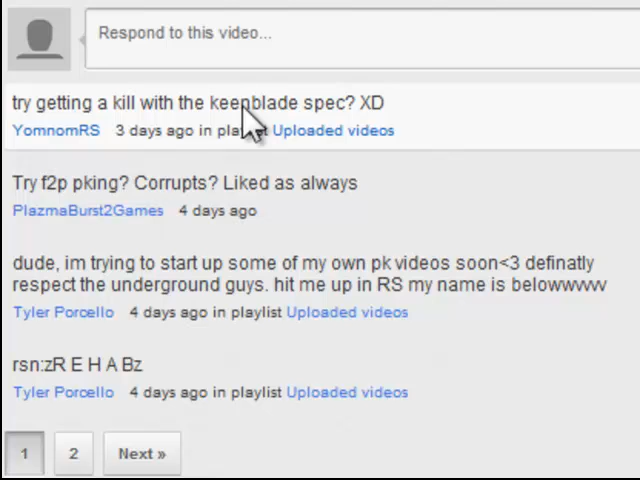 Respond to this video...
try getting a kill with the keenblade spec? XD
YomnomRS 3 days ago in playlist Uploaded videos
Try f2p pking? Corrupts? Liked as always
PlazmaBurst2Games 4 days ago
dude, im trying to start up some of my own pk videos soon<3 definatly
respect the underground guys. hit me up in RS my name is belowwvwv
Tyler Porcello 4 days ago in playlist Uploaded videos
rsn:zR E H A Bz
Tyler Porcello 4 days ago in playlist Uploaded videos
1 2 Next »